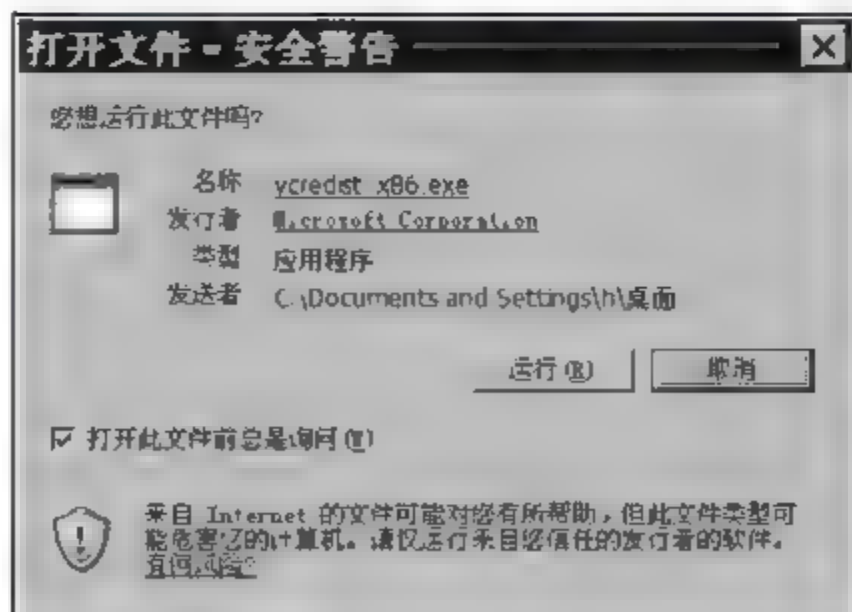 打开文件 - 安全警告
您想运行此文件吗?
名称 vcredist_x86.exe
发行者 Microsoft Corporation
类型 应用程序
发送者 C:\Documents and Settings\h\桌面
运行(R) 取消
打开此文件前总是询问(W)
来自 Internet 的文件可能对您有所帮助，但此文件类型可
能危害您的计算机。请仅运行来自您信任的发行者的软件。
有何风险?